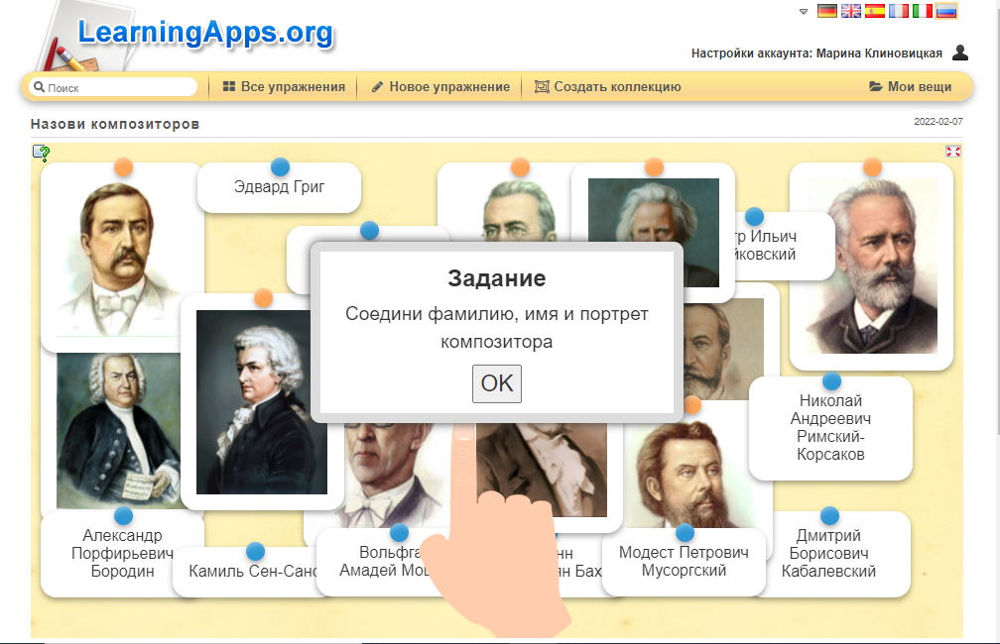 LearningApps.org
Настройки аккаунта: Марина Клиновицкая
Поиск
Все упражнения
Новое упражнение
Создать коллекцию
Мои вещи
Назови композиторов
2022-02-07
Эдвард Григ
тр Ильич
йковский
Задание
Соедини фамилию, имя и портрет
композитора
OK
Николай
Андреевич
Римский-
Корсаков
Александр
Порфирьевич
Бородин
Камиль Сен-Санс
Вольфга
Амадей Мо
нн
ян Бах
Модест Петрович
Мусоргский
Дмитрий
Борисович
Кабалевский